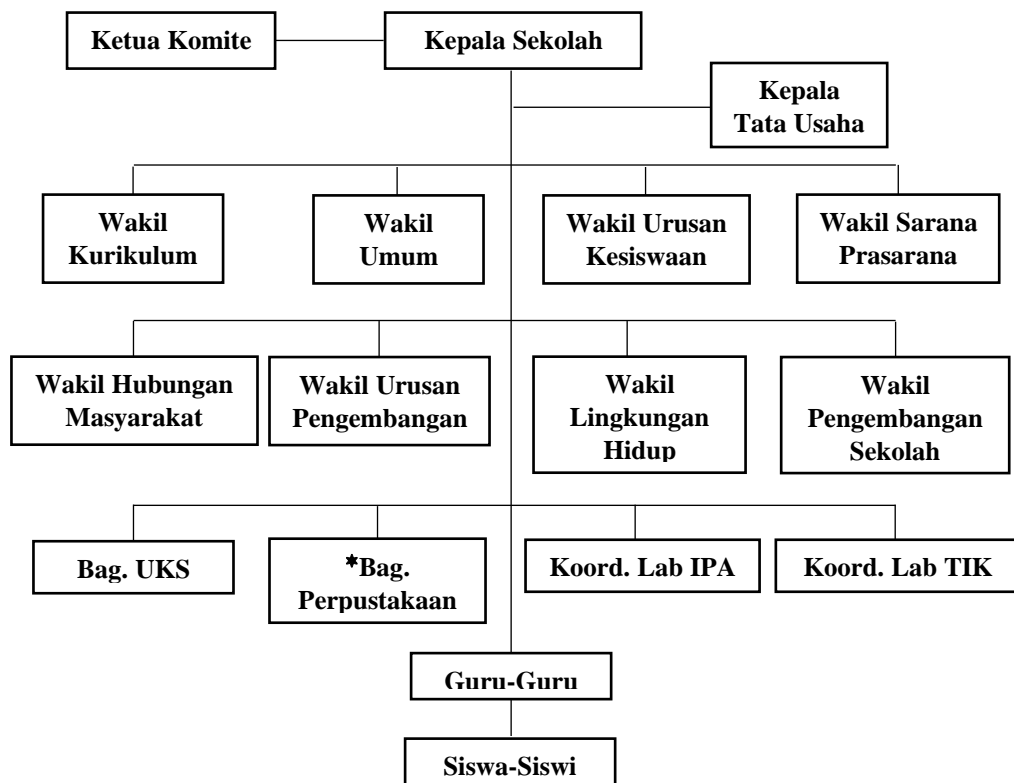 Ketua Komite
Kepala Sekolah
Kepala
Tata Usaha
Wakil
Kurikulum
Wakil
Umum
Wakil Urusan
Kesiswaan
Wakil Sarana
Prasarana
Wakil Hubungan
Masyarakat
Wakil Urusan
Pengembangan
Wakil
Lingkungan
Hidup
Wakil
Pengembangan
Sekolah
Bag. UKS
*Bag.
Perpustakaan
Koord. Lab IPA
Koord. Lab TIK
Guru-Guru
Siswa-Siswi